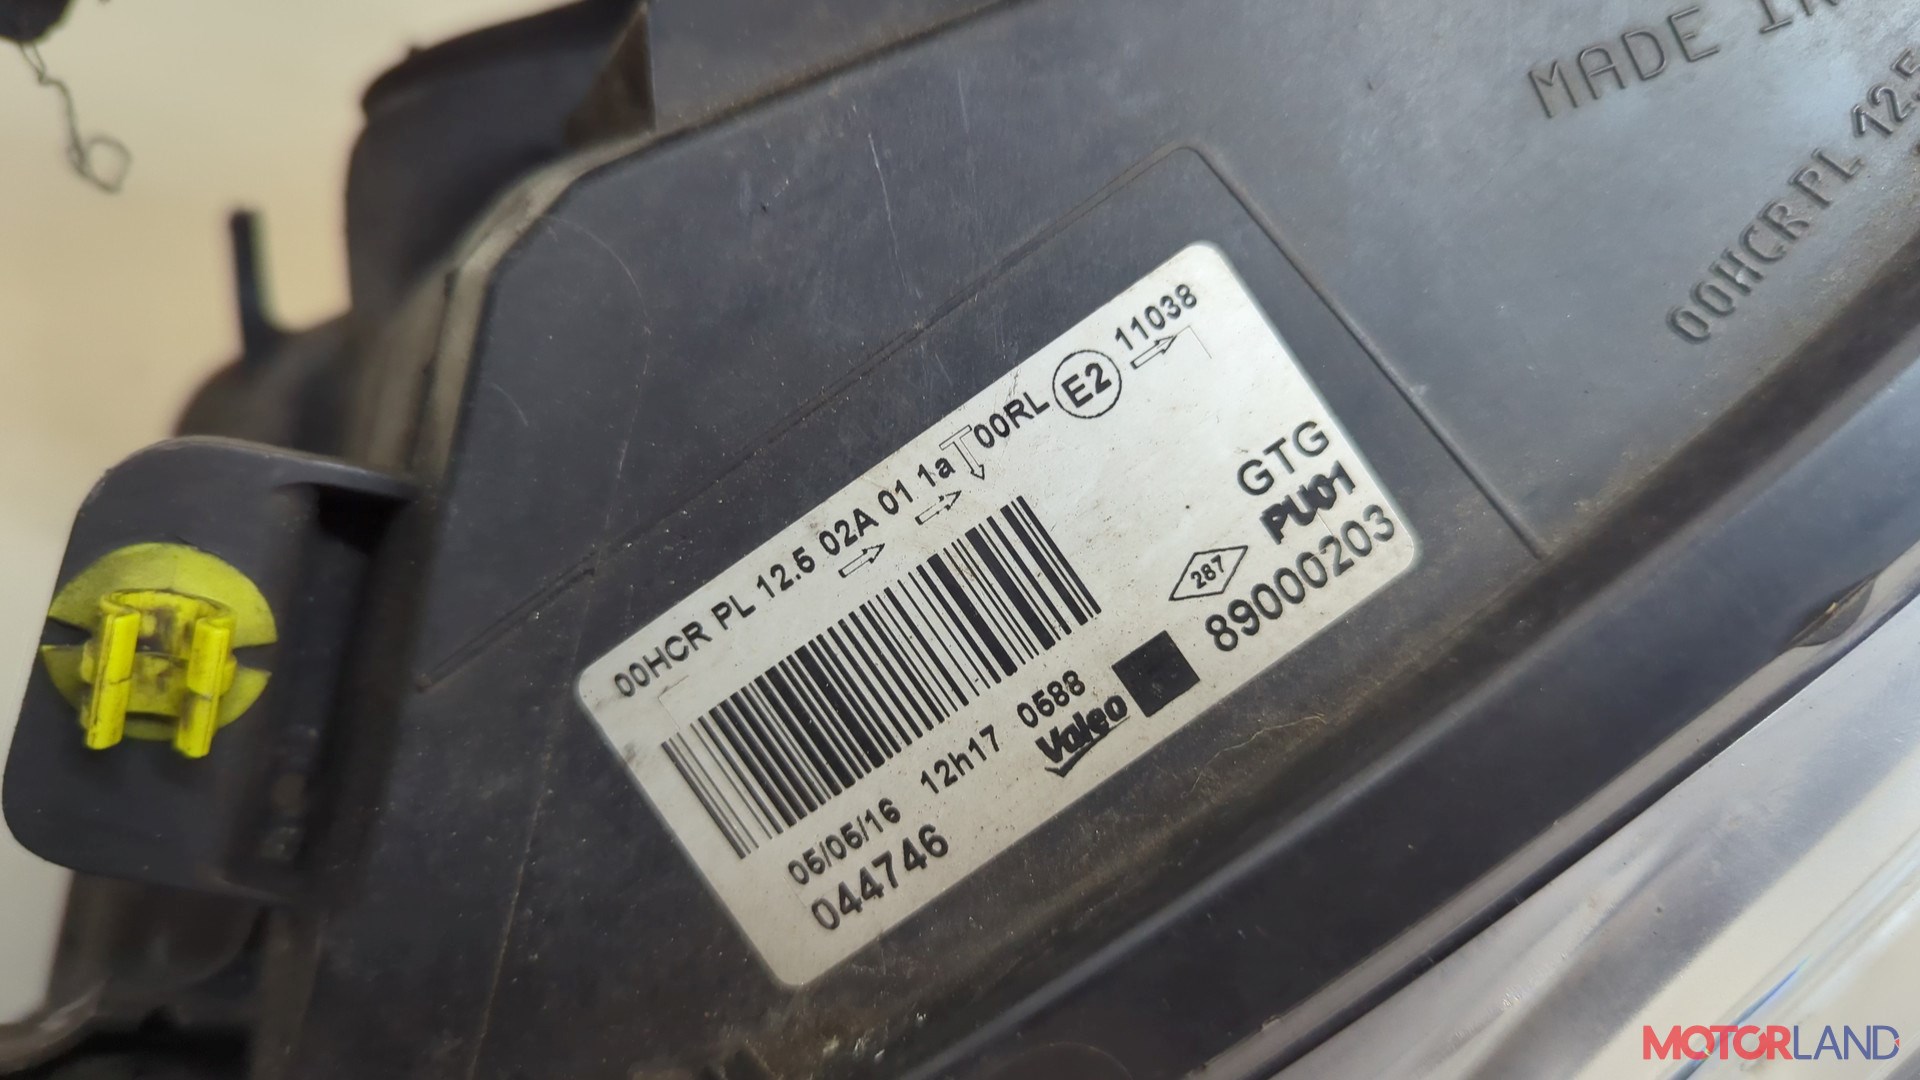 MADE IN
00HCR PL 12.5
00HCR PL 12.5 02A 01 1a 00RL E2 11038
GTG
PU01
287
89000203
05/05/16 12h17 0588
Valeo
044746
MOTORLAND